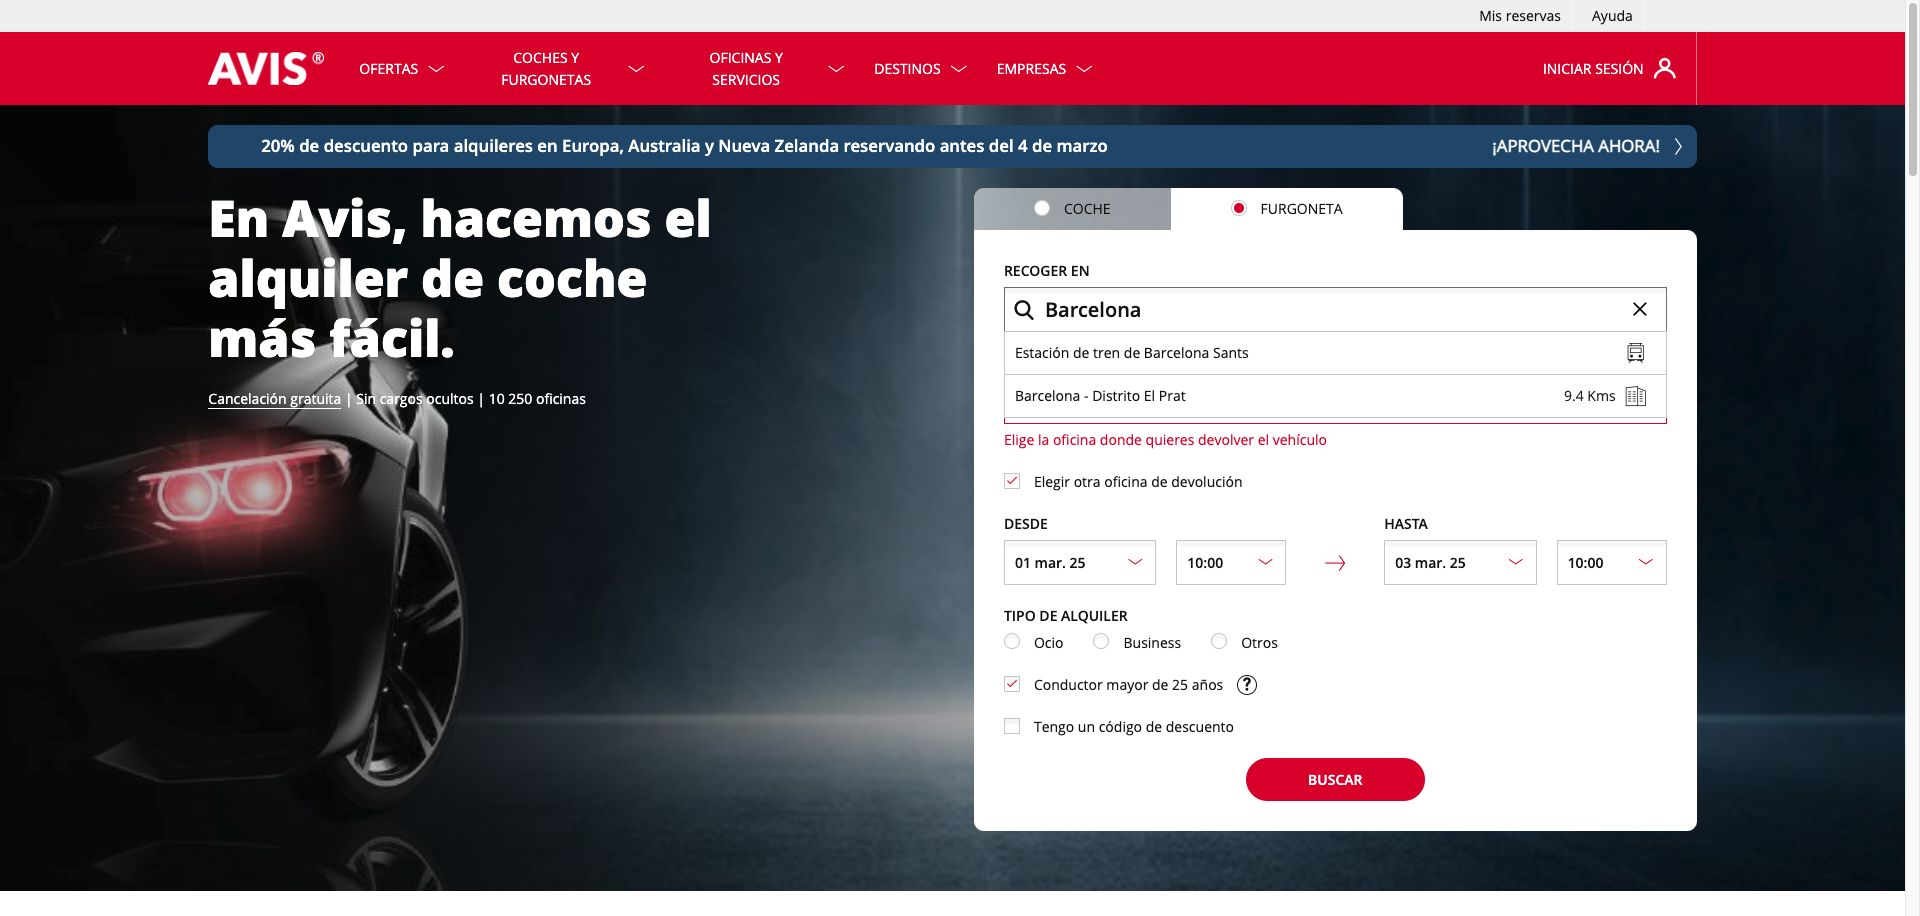 Mis reservas
Ayuda
AVIS®
OFERTAS
COCHES Y
FURGONETAS
OFICINAS Y
SERVICIOS
DESTINOS
EMPRESAS
INICIAR SESIÓN
20% de descuento para alquileres en Europa, Australia y Nueva Zelanda reservando antes del 4 de marzo
¡APROVECHA AHORA!
En Avis, hacemos el
alquiler de coche
más fácil.
Cancelación gratuita | Sin cargos ocultos | 10 250 oficinas
COCHE
FURGONETA
RECOGER EN
Barcelona
Estación de tren de Barcelona Sants
Barcelona - Distrito El Prat
9.4 Kms
Elige la oficina donde quieres devolver el vehículo
Elegir otra oficina de devolución
DESDE
HASTA
01 mar. 25
10:00
03 mar. 25
10:00
TIPO DE ALQUILER
Ocio
Business
Otros
Conductor mayor de 25 años
?
Tengo un código de descuento
BUSCAR